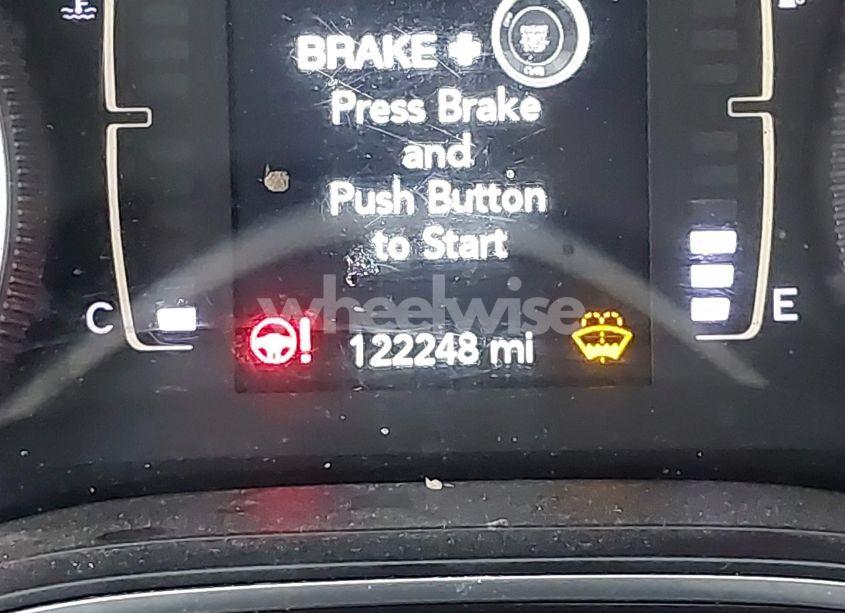 BRAKE +
Press Brake
and
Push Button
to Start
C
E
wheelwise
122248 mi